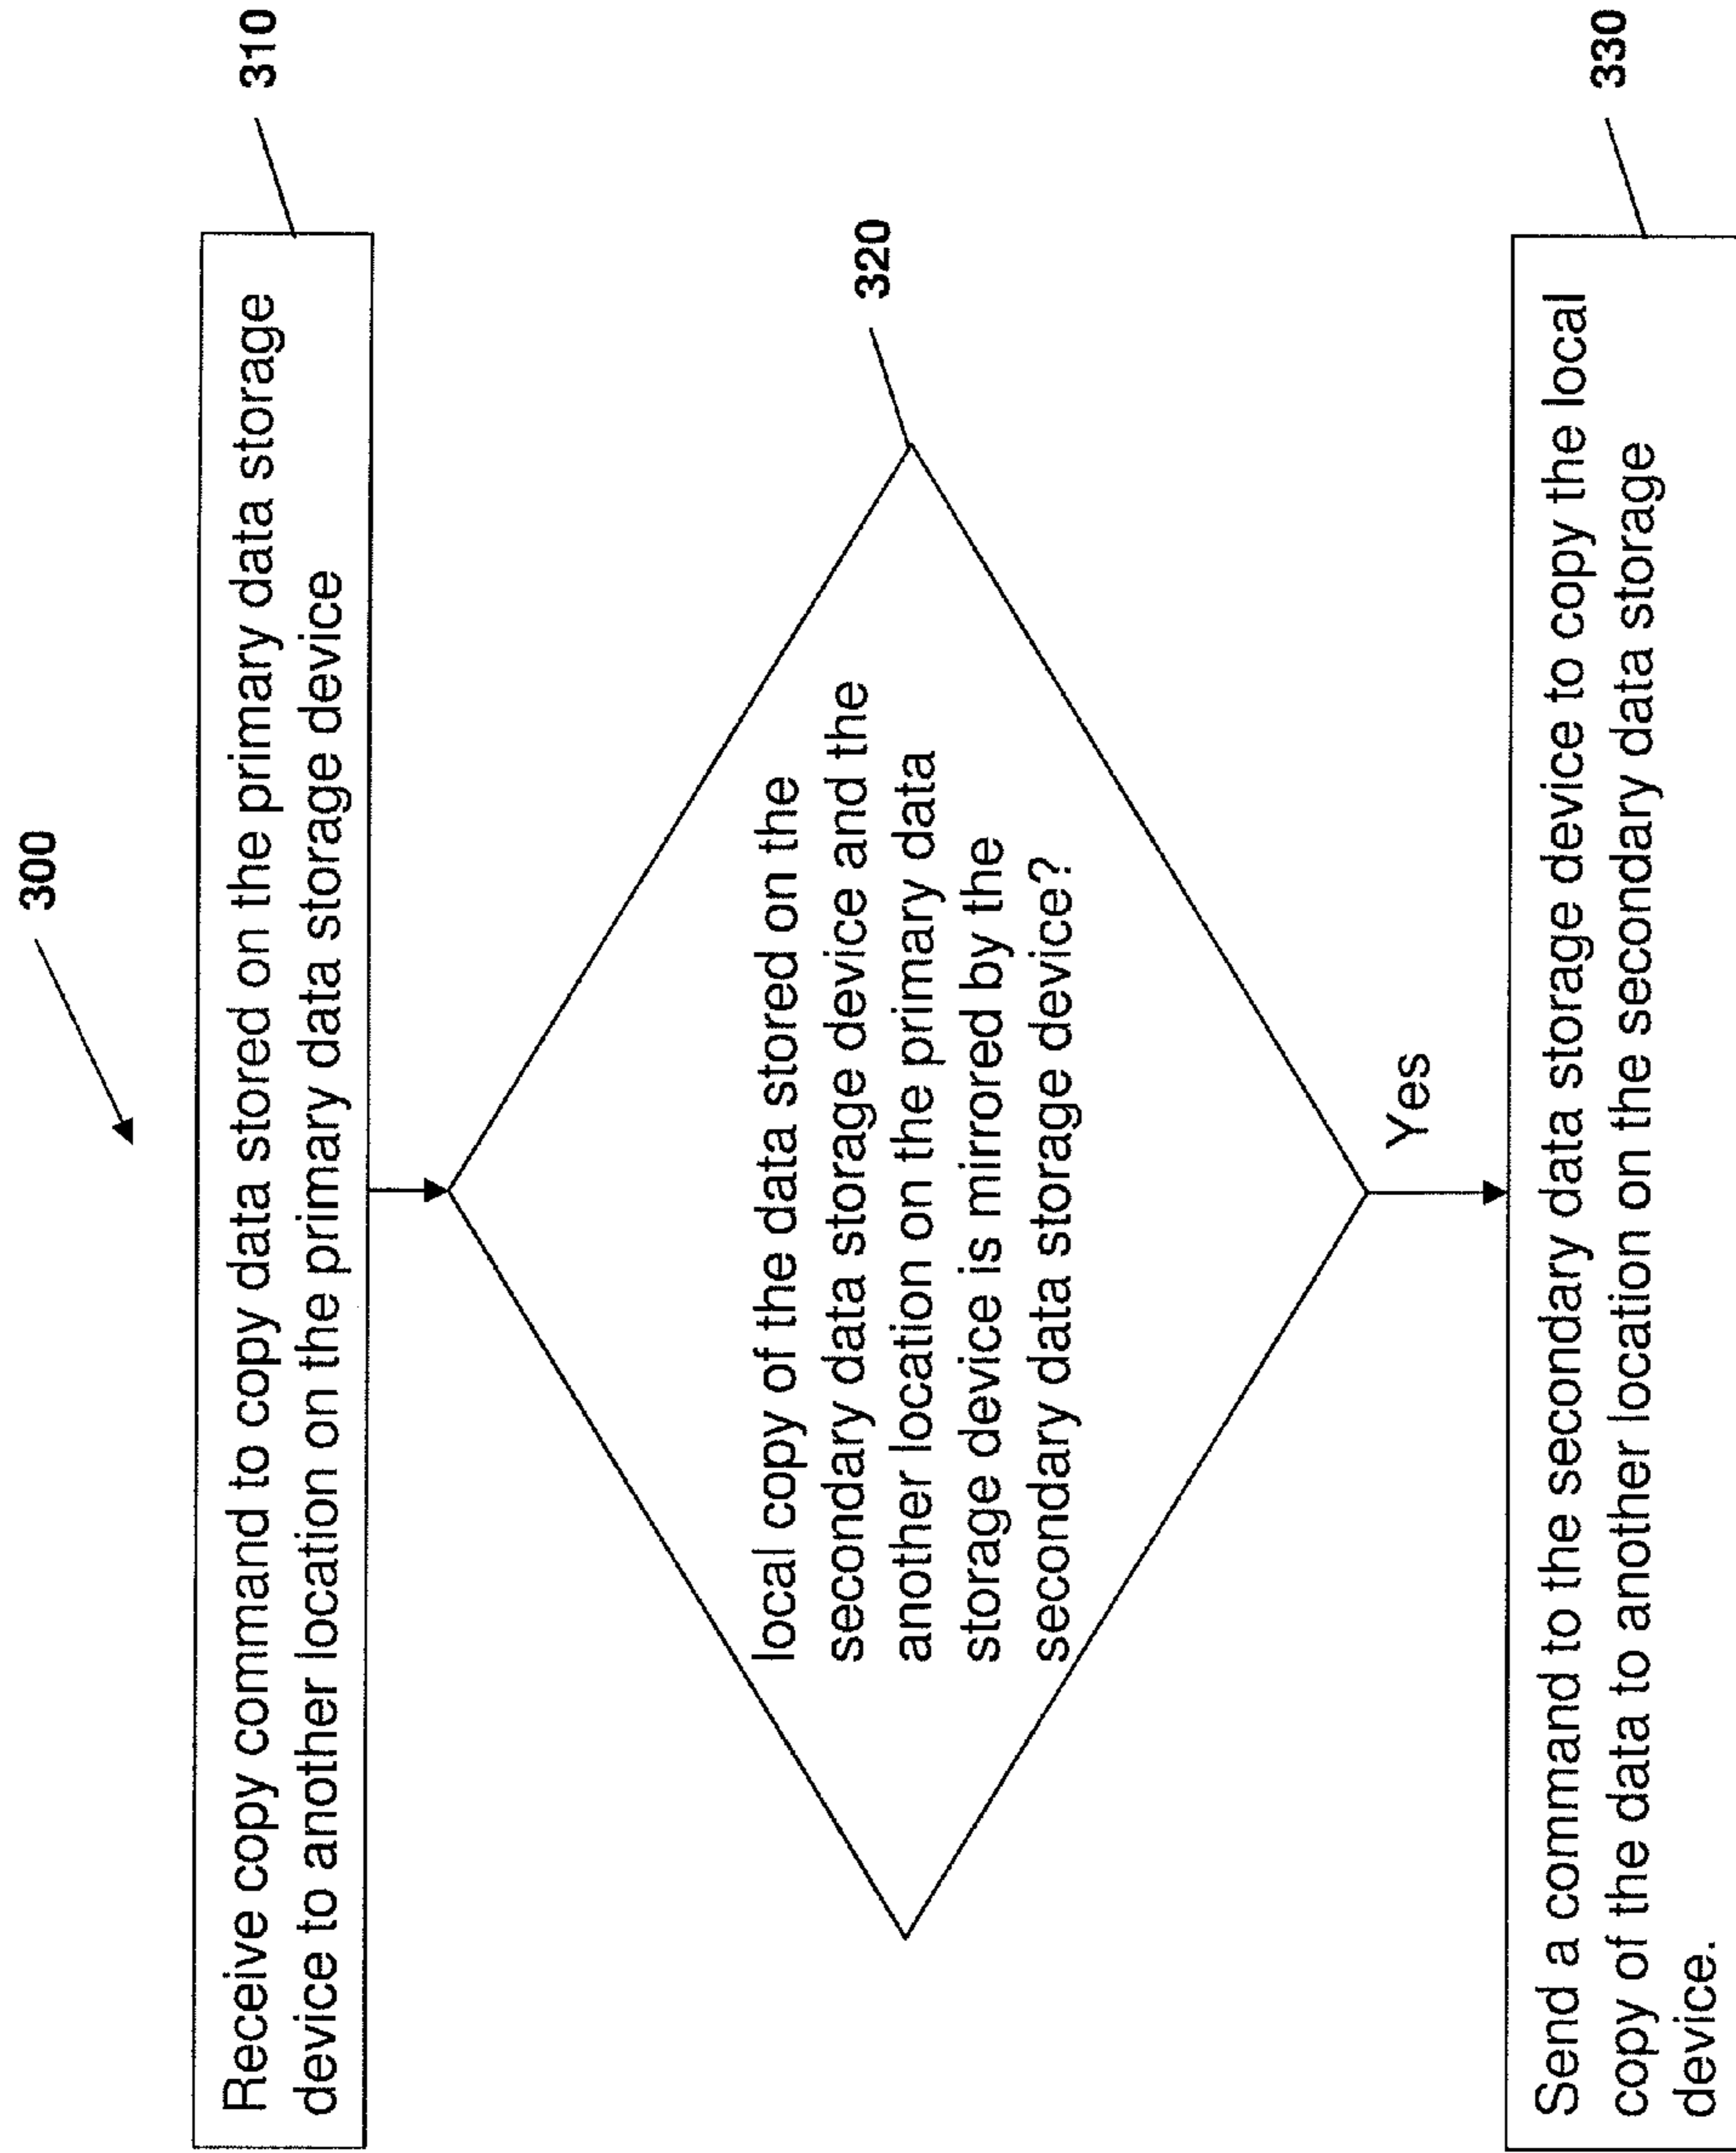 300
Receive copy command to copy data stored on the primary data storage
device to another location on the primary data storage device
310
local copy of the data stored on the
secondary data storage device and the
another location on the primary data
storage device is mirrored by the
secondary data storage device?
320
Yes
Send a command to the secondary data storage device to copy the local
copy of the data to another location on the secondary data storage
device.
330